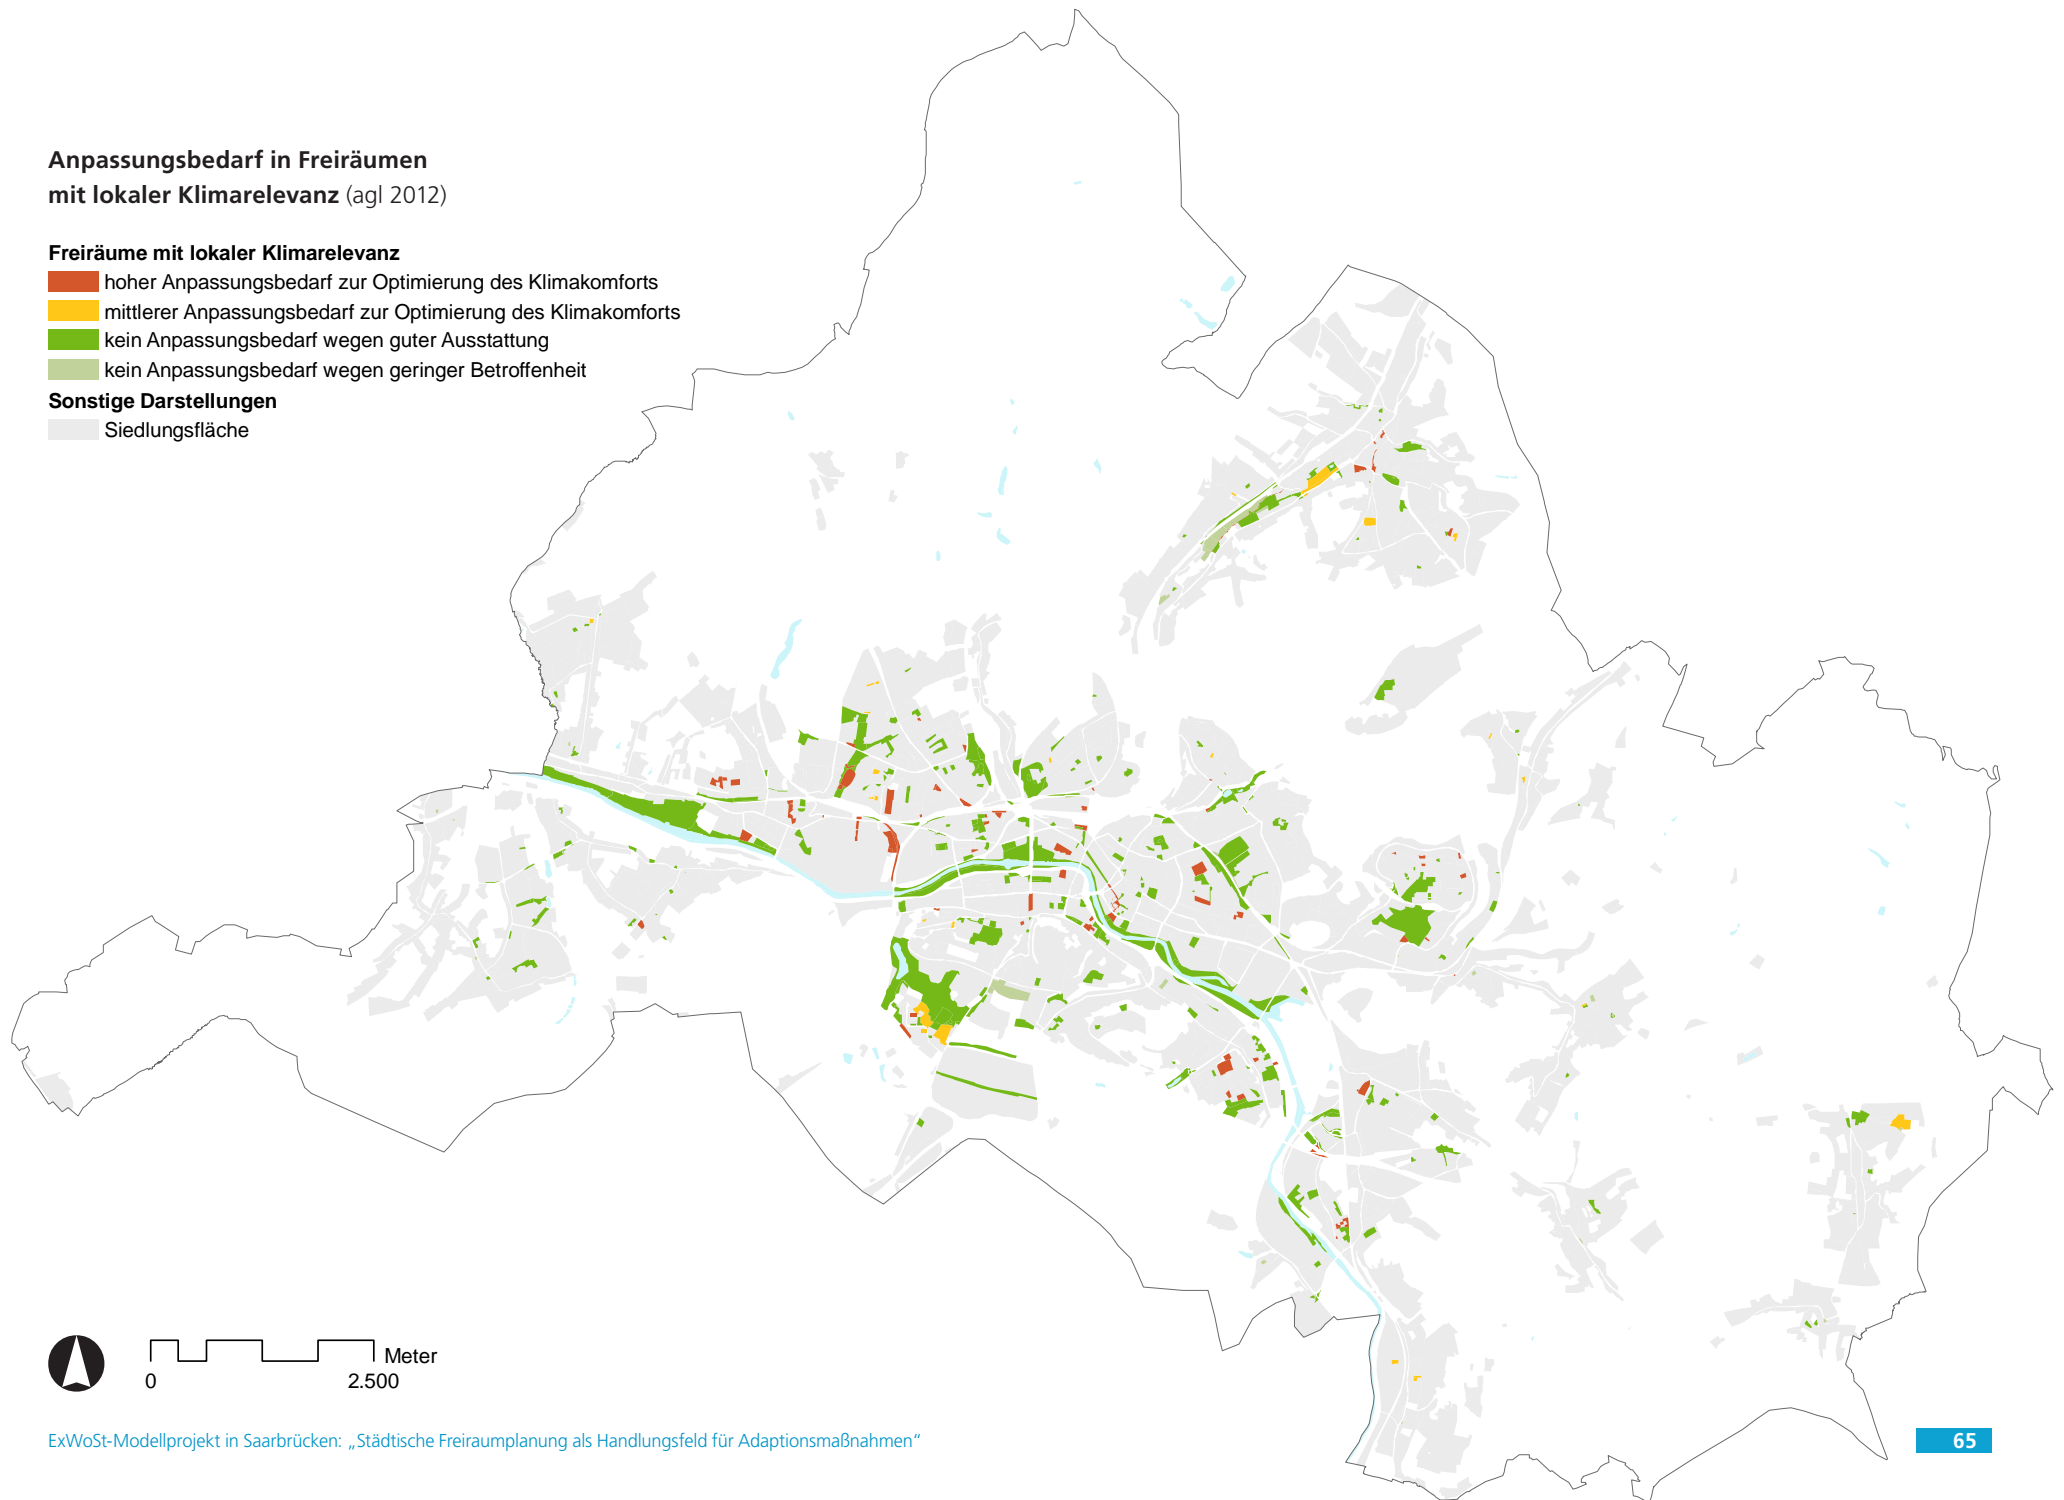 Anpassungsbedarf in Freiräumen
mit lokaler Klimarelevanz (agl 2012)
Freiräume mit lokaler Klimarelevanz
hoher Anpassungsbedarf zur Optimierung des Klimakomforts
mittlerer Anpassungsbedarf zur Optimierung des Klimakomforts
kein Anpassungsbedarf wegen guter Ausstattung
kein Anpassungsbedarf wegen geringer Betroffenheit
Sonstige Darstellungen
Siedlungsfläche
Meter
0 2.500
ExWoSt-Modellprojekt in Saarbrücken: „Städtische Freiraumplanung als Handlungsfeld für Adaptionsmaßnahmen“
65